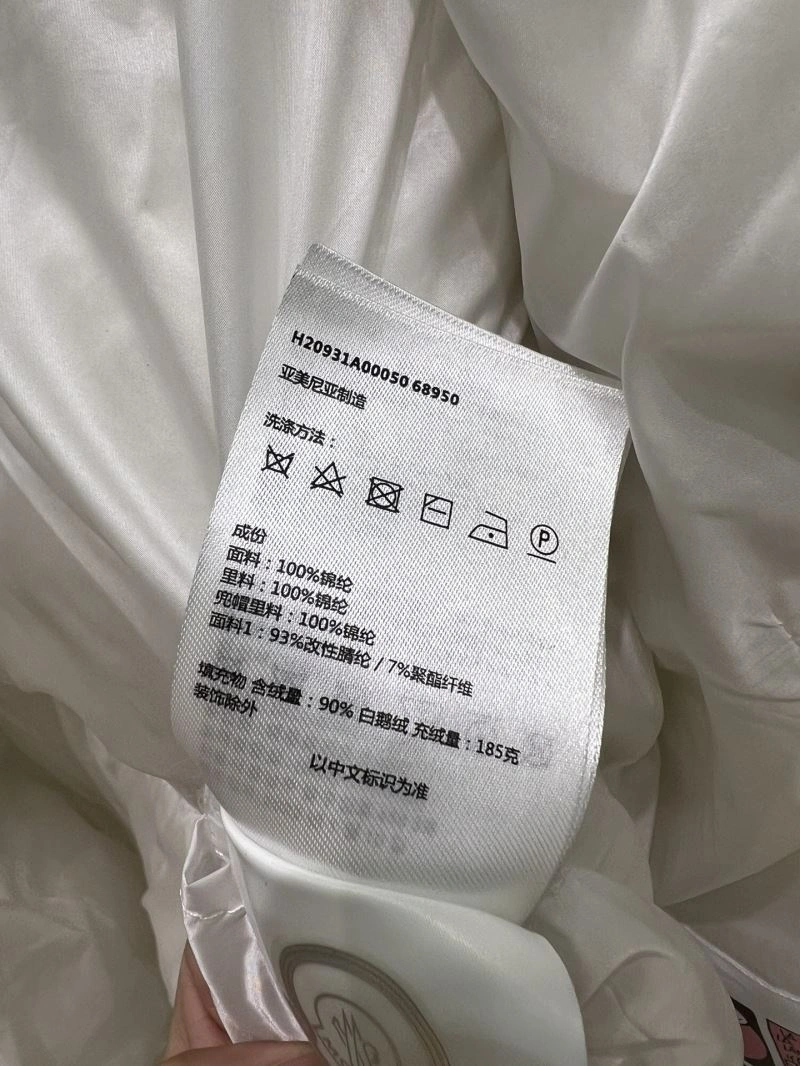 H20931A00050 68950
亚美尼亚制造
洗涤方法：
P
成份
面料：100%锦纶
里料：100%锦纶
兜帽里料：100%锦纶
面料1：93%改性腈纶 / 7%聚酯纤维
填充物 含绒量：90% 白鹅绒 充绒量：185克
装饰除外
以中文标识为准